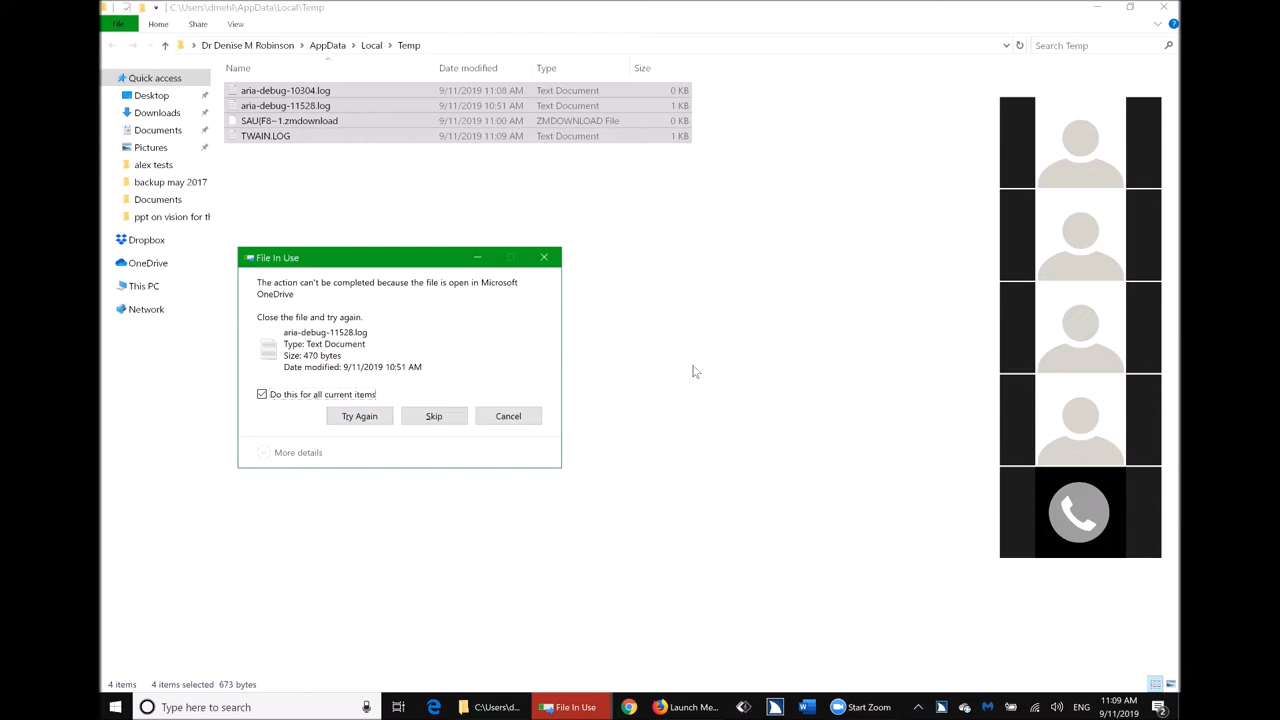 C:\Users\dmehl\AppData\Local\Temp
File Home Share View
Dr Denise M Robinson > AppData > Local > Temp
Search Temp
Name Date modified Type Size
Quick access
Desktop
Downloads
Documents
Pictures
alex tests
backup may 2017
Documents
ppt on vision for th
Dropbox
OneDrive
This PC
Network
aria-debug-10304.log 9/11/2019 11:08 AM Text Document 0 KB
aria-debug-11528.log 9/11/2019 10:51 AM Text Document 1 KB
SAU(F8~1.zmdownload 9/11/2019 11:00 AM ZMDOWNLOAD File 0 KB
TWAIN.LOG 9/11/2019 11:09 AM Text Document 1 KB
File In Use
The action can't be completed because the file is open in Microsoft
OneDrive
Close the file and try again.
aria-debug-11528.log
Type: Text Document
Size: 470 bytes
Date modified: 9/11/2019 10:51 AM
Do this for all current items
Try Again Skip Cancel
More details
4 items 4 items selected 673 bytes
Type here to search
C:\Users\d...
File In Use
Launch Me...
Start Zoom
ENG
11:09 AM
9/11/2019
2